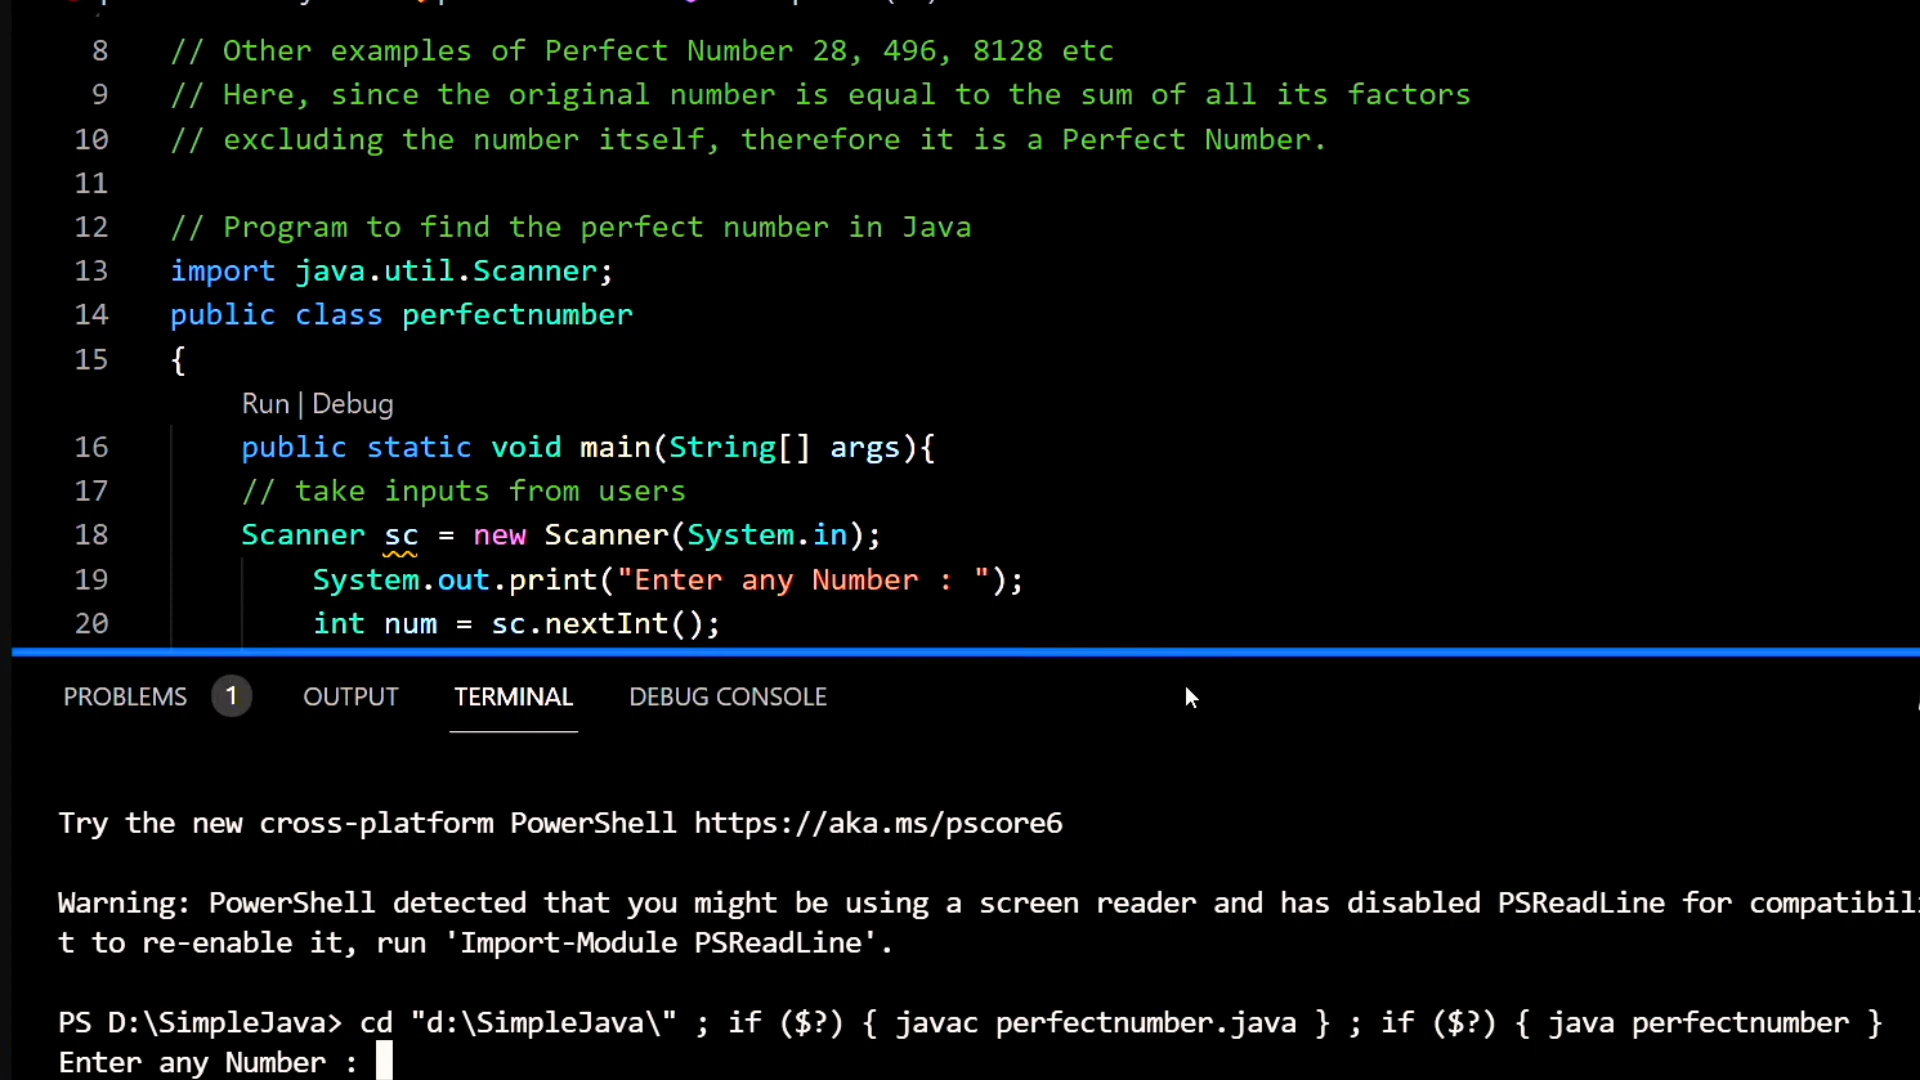 8 // Other examples of Perfect Number 28, 496, 8128 etc
9 // Here, since the original number is equal to the sum of all its factors
10 // excluding the number itself, therefore it is a Perfect Number.
11
12 // Program to find the perfect number in Java
13 import java.util.Scanner;
14 public class perfectnumber
15 {
Run | Debug
16 public static void main(String[] args){
17 // take inputs from users
18 Scanner sc = new Scanner(System.in);
19 System.out.print("Enter any Number : ");
20 int num = sc.nextInt();
PROBLEMS 1 OUTPUT TERMINAL DEBUG CONSOLE
Try the new cross-platform PowerShell https://aka.ms/pscore6
Warning: PowerShell detected that you might be using a screen reader and has disabled PSReadLine for compatibili
t to re-enable it, run 'Import-Module PSReadLine'.
PS D:\SimpleJava> cd "d:\SimpleJava\" ; if ($?) { javac perfectnumber.java } ; if ($?) { java perfectnumber }
Enter any Number :